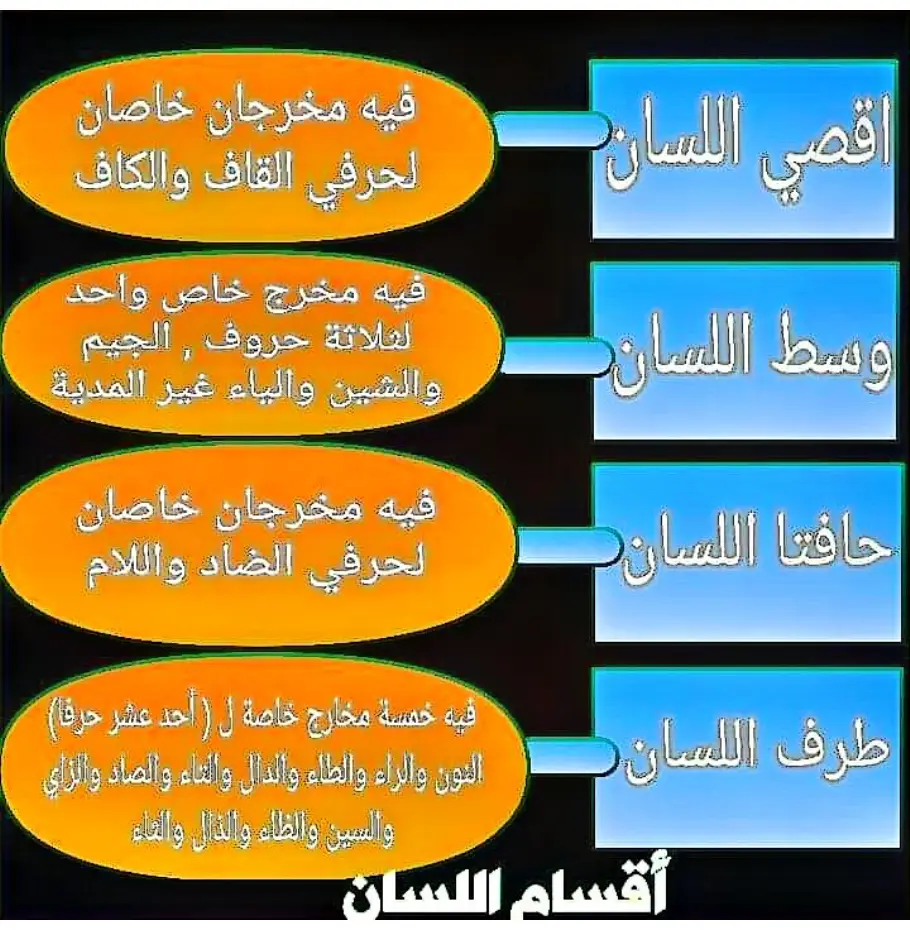 اقصي اللسان
فيه مخرجان خاصان
لحرفي القاف والكاف
وسط اللسان
فيه مخرج خاص واحد
لثلاثة حروف , الجيم
والشين والياء غير المدية
حافتا اللسان
فيه مخرجان خاصان
لحرفي الضاد واللام
طرف اللسان
فيه خمسة مخارج خاصة ل ( أحد عشر حرفا)
النون والراء والطاء والدال والتاء والصاد والزاي
والسين والظاء والذال والثاء
أقسام اللسان